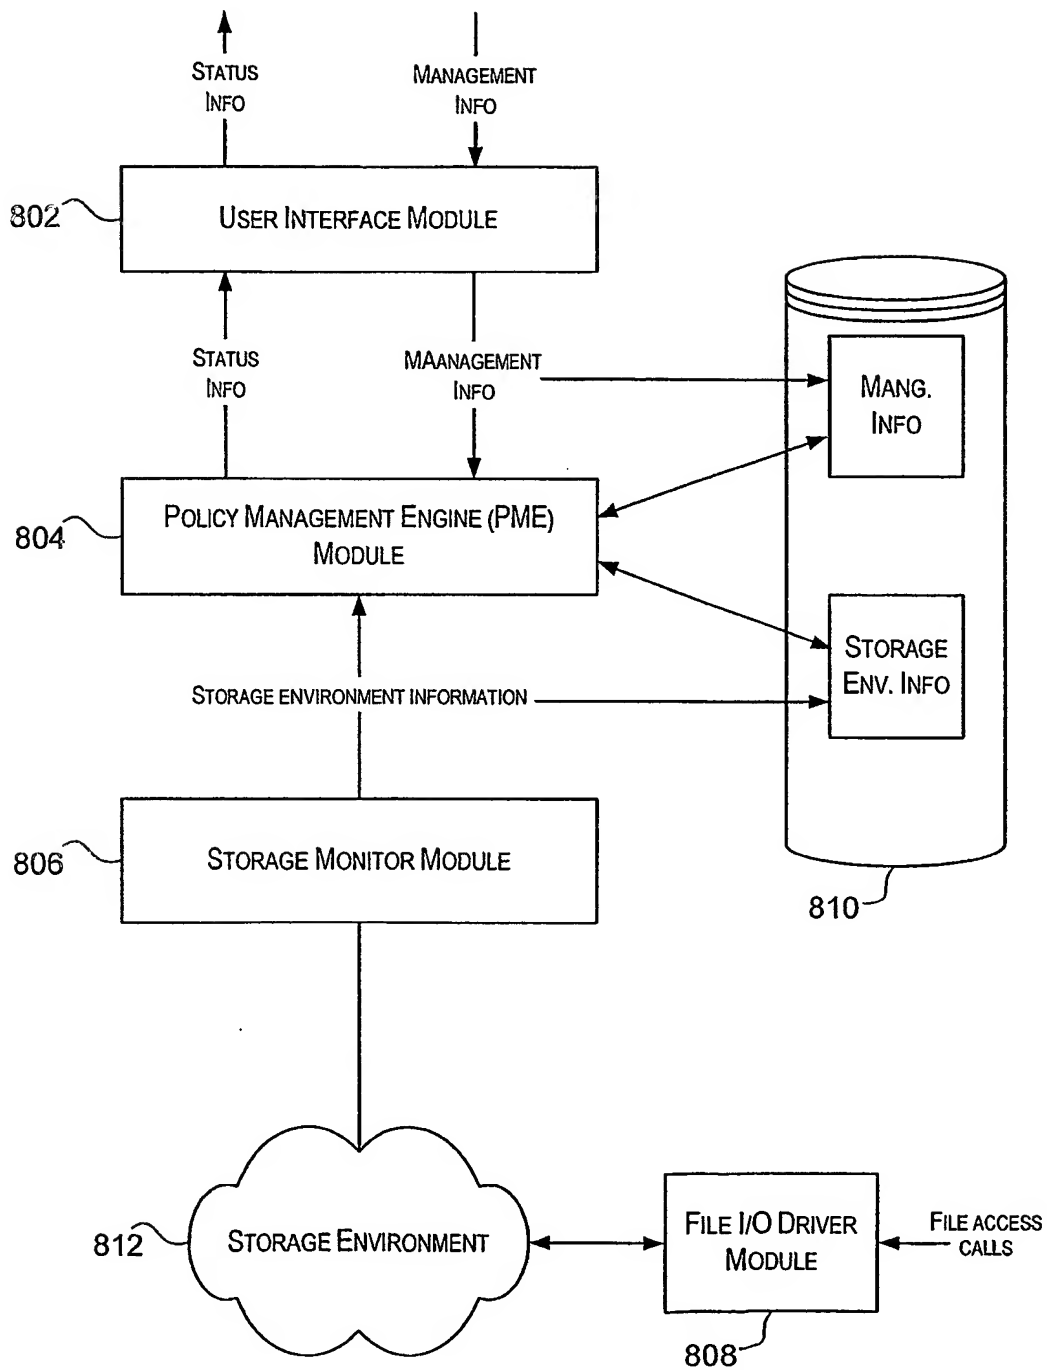 STATUS
INFO
MANAGEMENT
INFO
802
USER INTERFACE MODULE
STATUS
INFO
MAANAGEMENT
INFO
MANG.
INFO
804
POLICY MANAGEMENT ENGINE (PME)
MODULE
STORAGE
ENV. INFO
STORAGE ENVIRONMENT INFORMATION
806
STORAGE MONITOR MODULE
810
812
STORAGE ENVIRONMENT
FILE I/O DRIVER
MODULE
FILE ACCESS
CALLS
808